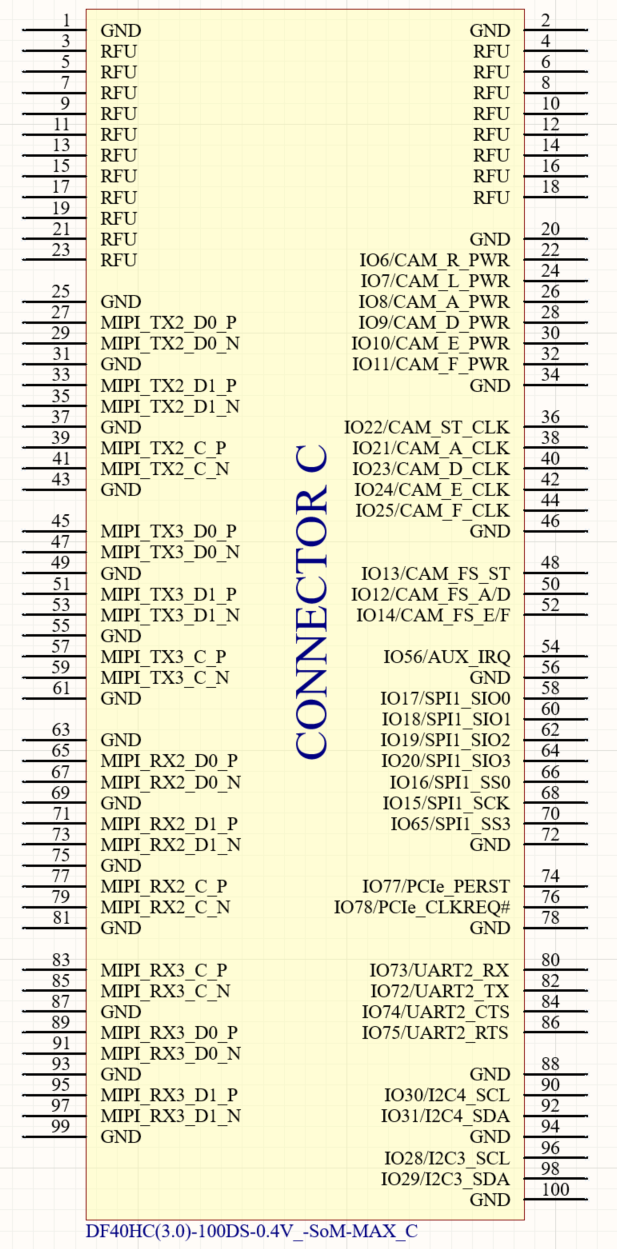 1 GND GND 2
3 RFU RFU 4
5 RFU RFU 6
7 RFU RFU 8
9 RFU RFU 10
11 RFU RFU 12
13 RFU RFU 14
15 RFU RFU 16
17 RFU RFU 18
19 RFU
21 RFU GND 20
23 RFU IO6/CAM_R_PWR 22
IO7/CAM_L_PWR 24
25 GND IO8/CAM_A_PWR 26
27 MIPI_TX2_D0_P IO9/CAM_D_PWR 28
29 MIPI_TX2_D0_N IO10/CAM_E_PWR 30
31 GND IO11/CAM_F_PWR 32
33 MIPI_TX2_D1_P GND 34
35 MIPI_TX2_D1_N
37 GND IO22/CAM_ST_CLK 36
39 MIPI_TX2_C_P IO21/CAM_A_CLK 38
41 MIPI_TX2_C_N IO23/CAM_D_CLK 40
43 GND IO24/CAM_E_CLK 42
IO25/CAM_F_CLK 44
45 MIPI_TX3_D0_P GND 46
47 MIPI_TX3_D0_N
49 GND IO13/CAM_FS_ST 48
51 MIPI_TX3_D1_P IO12/CAM_FS_A/D 50
53 MIPI_TX3_D1_N IO14/CAM_FS_E/F 52
55 GND
57 MIPI_TX3_C_P IO56/AUX_IRQ 54
59 MIPI_TX3_C_N GND 56
61 GND IO17/SPI1_SIO0 58
IO18/SPI1_SIO1 60
63 GND IO19/SPI1_SIO2 62
65 MIPI_RX2_D0_P IO20/SPI1_SIO3 64
67 MIPI_RX2_D0_N IO16/SPI1_SS0 66
69 GND IO15/SPI1_SCK 68
71 MIPI_RX2_D1_P IO65/SPI1_SS3 70
73 MIPI_RX2_D1_N GND 72
75 GND
77 MIPI_RX2_C_P IO77/PCIe_PERST 74
79 MIPI_RX2_C_N IO78/PCIe_CLKREQ# 76
81 GND GND 78
83 MIPI_RX3_C_P IO73/UART2_RX 80
85 MIPI_RX3_C_N IO72/UART2_TX 82
87 GND IO74/UART2_CTS 84
89 MIPI_RX3_D0_P IO75/UART2_RTS 86
91 MIPI_RX3_D0_N
93 GND GND 88
95 MIPI_RX3_D1_P IO30/I2C4_SCL 90
97 MIPI_RX3_D1_N IO31/I2C4_SDA 92
99 GND GND 94
IO28/I2C3_SCL 96
IO29/I2C3_SDA 98
GND 100
CONNECTOR C
DF40HC(3.0)-100DS-0.4V_-SoM-MAX_C